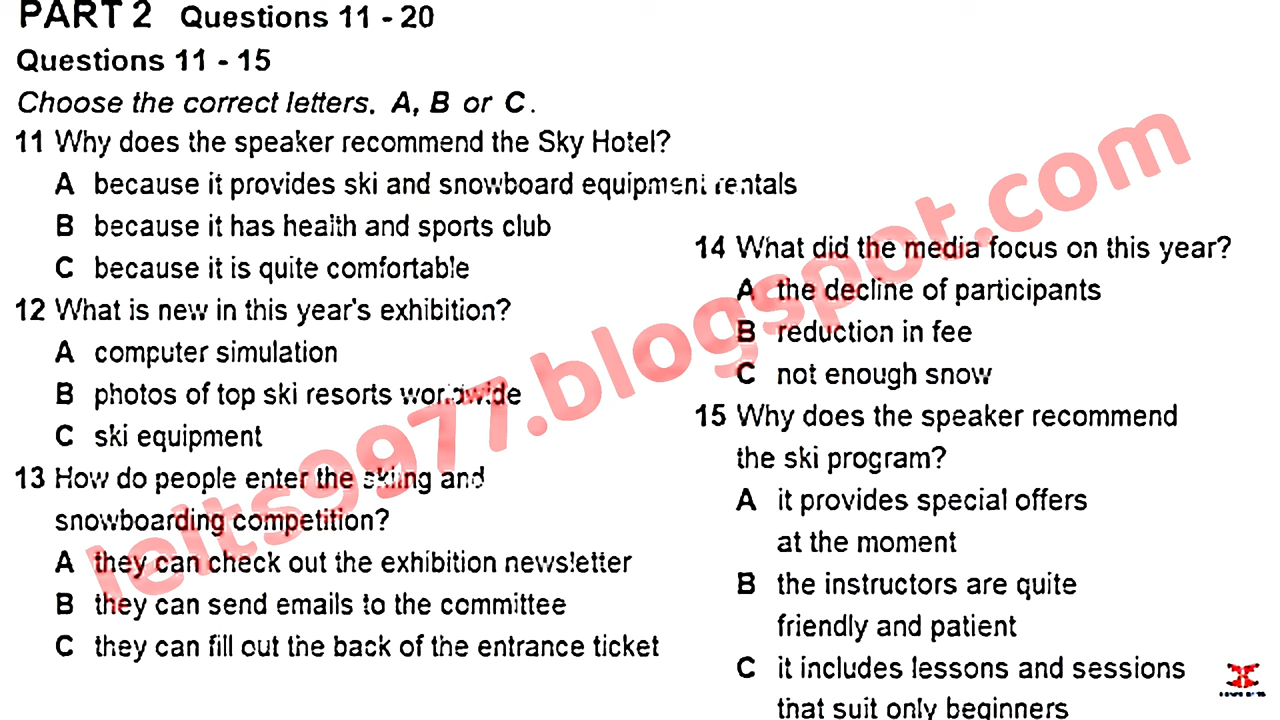 PART 2 Questions 11 - 20
Questions 11 - 15
Choose the correct letters, A, B or C.
11 Why does the speaker recommend the Sky Hotel?
A because it provides ski and snowboard equipment rentals
B because it has health and sports club
C because it is quite comfortable
12 What is new in this year's exhibition?
A computer simulation
B photos of top ski resorts worldwide
C ski equipment
13 How do people enter the skiing and
snowboarding competition?
A they can check out the exhibition newsletter
B they can send emails to the committee
C they can fill out the back of the entrance ticket
14 What did the media focus on this year?
A the decline of participants
B reduction in fee
C not enough snow
15 Why does the speaker recommend
the ski program?
A it provides special offers
at the moment
B the instructors are quite
friendly and patient
C it includes lessons and sessions
that suit only beginners
Ielts9977.blogspot.com